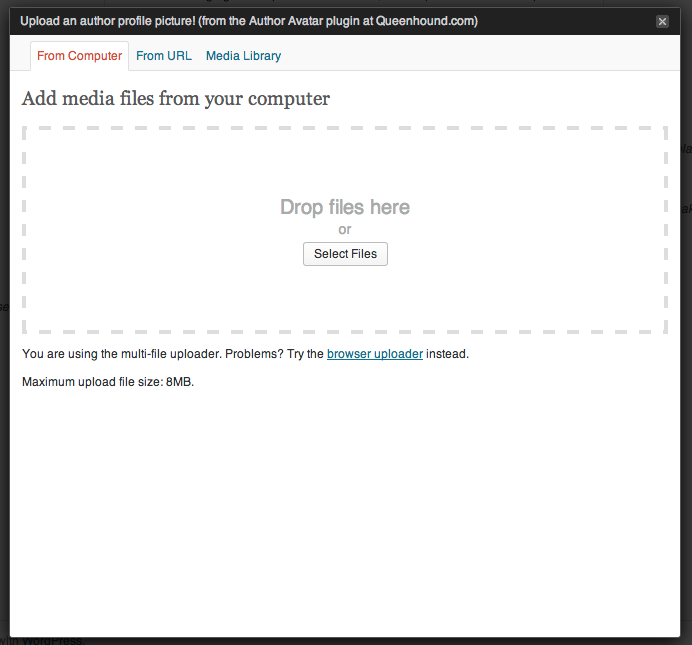 Upload an author profile picture! (from the Author Avatar plugin at Queenhound.com)
From Computer From URL Media Library
Add media files from your computer
Drop files here
or
Select Files
You are using the multi-file uploader. Problems? Try the browser uploader instead.
Maximum upload file size: 8MB.
with WordPress.